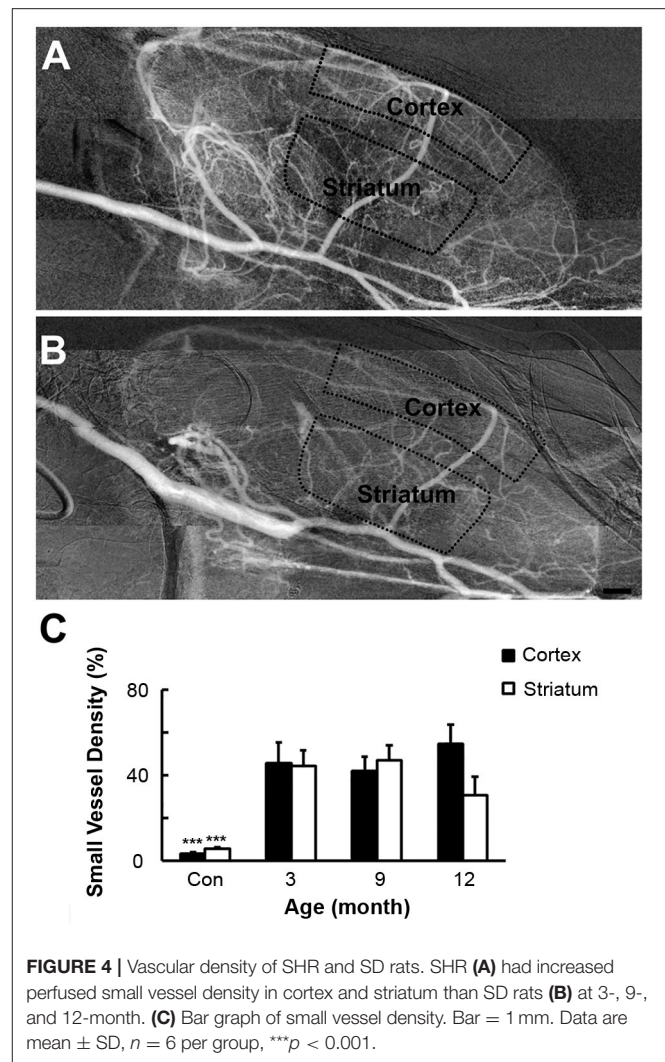 A
Cortex
Striatum
B
Cortex
Striatum
C
Small Vessel Density (%)
80
40
0
*** ***
Con 3 9 12
Age (month)
Cortex
Striatum
FIGURE 4 | Vascular density of SHR and SD rats. SHR (A) had increased
perfused small vessel density in cortex and striatum than SD rats (B) at 3-, 9-,
and 12-month. (C) Bar graph of small vessel density. Bar = 1 mm. Data are
mean ± SD, n = 6 per group, ***p < 0.001.